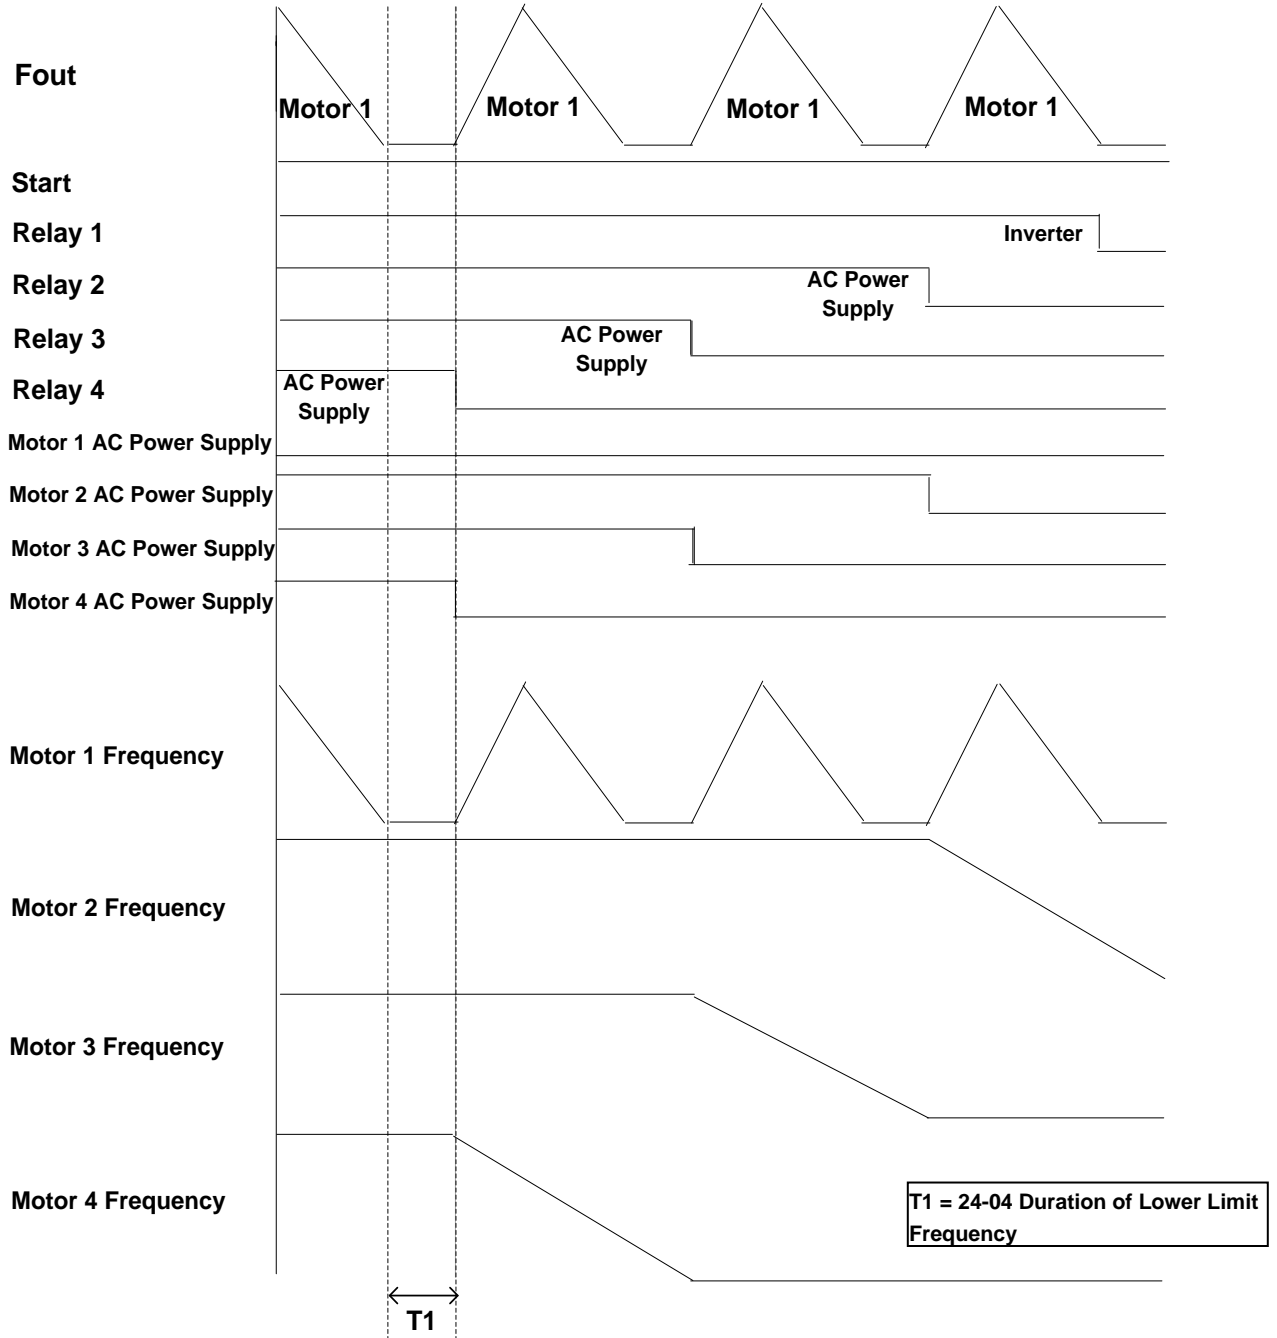 Fout
Motor 1
Motor 1
Motor 1
Motor 1
Start
Relay 1
Inverter
Relay 2
AC Power
Supply
Relay 3
AC Power
Supply
Relay 4
AC Power
Supply
Motor 1 AC Power Supply
Motor 2 AC Power Supply
Motor 3 AC Power Supply
Motor 4 AC Power Supply
Motor 1 Frequency
Motor 2 Frequency
Motor 3 Frequency
Motor 4 Frequency
T1 = 24-04 Duration of Lower Limit
Frequency
T1